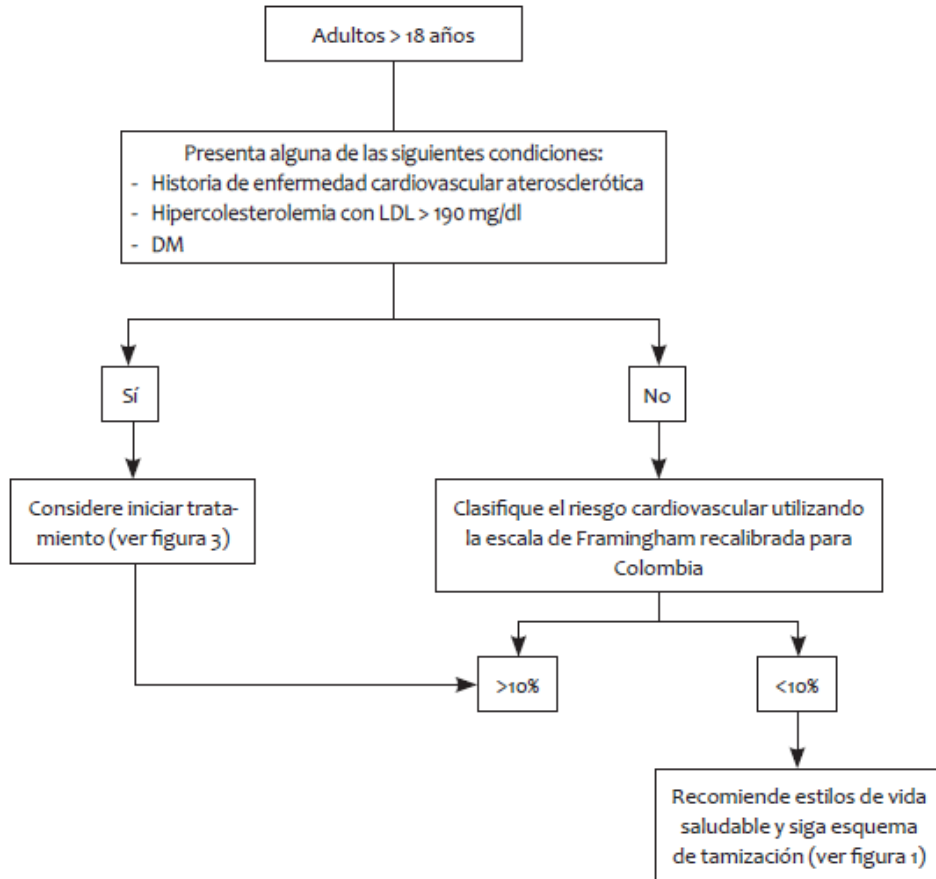 Adultos > 18 años
Presenta alguna de las siguientes condiciones:
- Historia de enfermedad cardiovascular aterosclerótica
- Hipercolesterolemia con LDL > 190 mg/dl
- DM
Sí
No
Considere iniciar trata-
miento (ver figura 3)
Clasifique el riesgo cardiovascular utilizando
la escala de Framingham recalibrada para
Colombia
>10%
<10%
Recomiende estilos de vida
saludable y siga esquema
de tamización (ver figura 1)